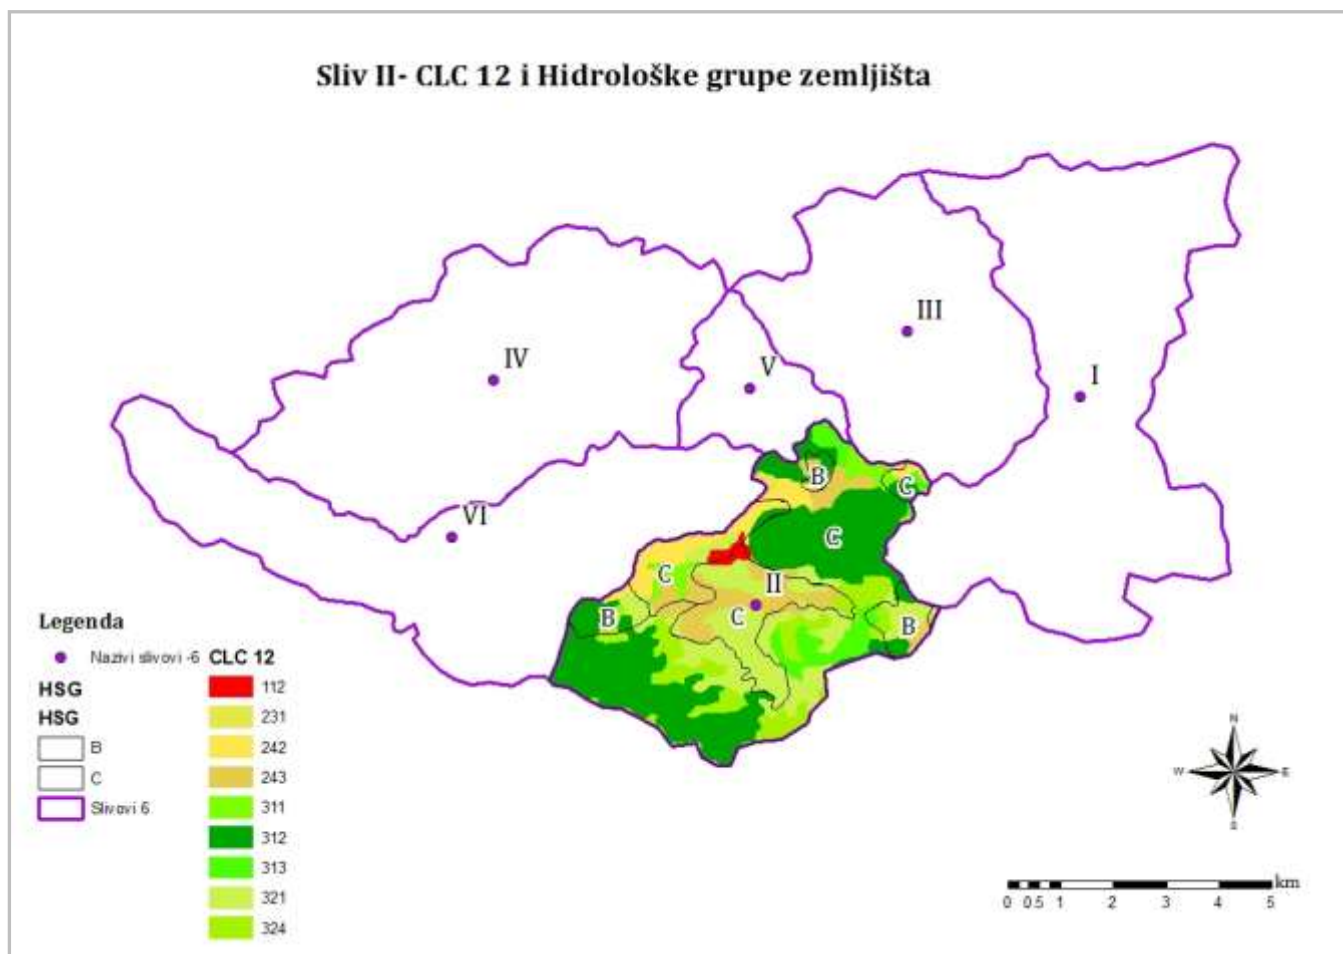 Sliv II- CLC 12 i Hidrološke grupe zemljišta
III
IV
V
I
B
C
VI
C
C
II
B
C
B
Legenda
Nazivi slivovi -6
HSG
HSG
B
C
Slivovi 6
CLC 12
112
231
242
243
311
312
313
321
324
N
W
E
S
km
0 0.5 1 2 3 4 5